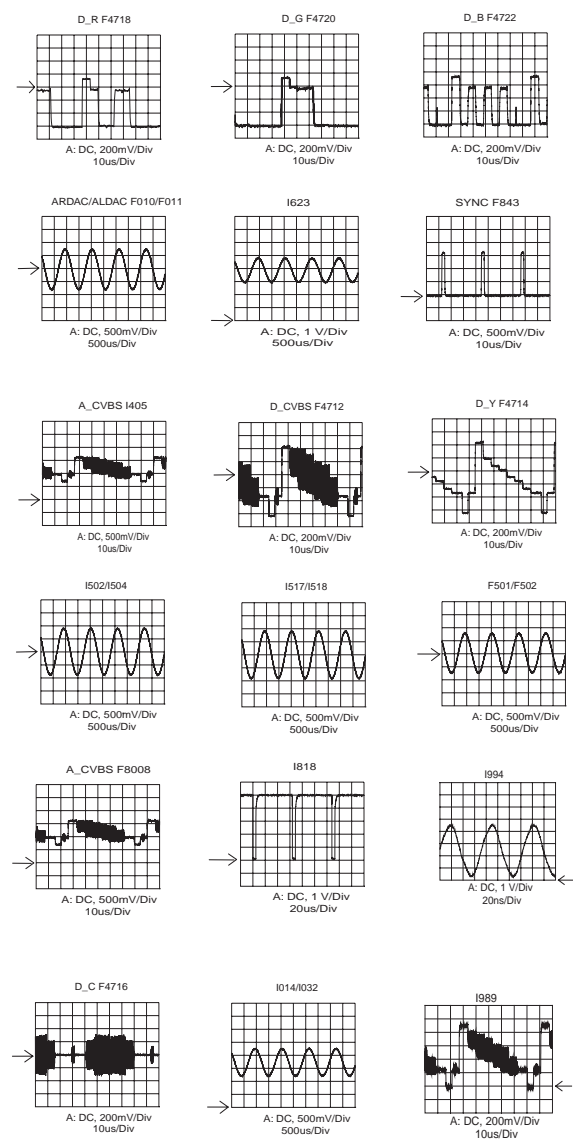 D_R F4718
D_G F4720
D_B F4722
A: DC, 200mV/Div
10us/Div
A: DC, 200mV/Div
10us/Div
A: DC, 200mV/Div
10us/Div
ARDAC/ALDAC F010/F011
I623
SYNC F843
A: DC, 500mV/Div
500us/Div
A: DC, 1 V/Div
500us/Div
A: DC, 500mV/Div
10us/Div
A_CVBS I405
D_CVBS F4712
D_Y F4714
A: DC, 500mV/Div
10us/Div
A: DC, 200mV/Div
10us/Div
A: DC, 200mV/Div
10us/Div
I502/I504
I517/I518
F501/F502
A: DC, 500mV/Div
500us/Div
A: DC, 500mV/Div
500us/Div
A: DC, 500mV/Div
500us/Div
A_CVBS F8008
I818
I994
A: DC, 500mV/Div
10us/Div
A: DC, 1 V/Div
20us/Div
A: DC, 1 V/Div
20ns/Div
D_C F4716
I014/I032
I989
A: DC, 200mV/Div
10us/Div
A: DC, 500mV/Div
500us/Div
A: DC, 200mV/Div
10us/Div